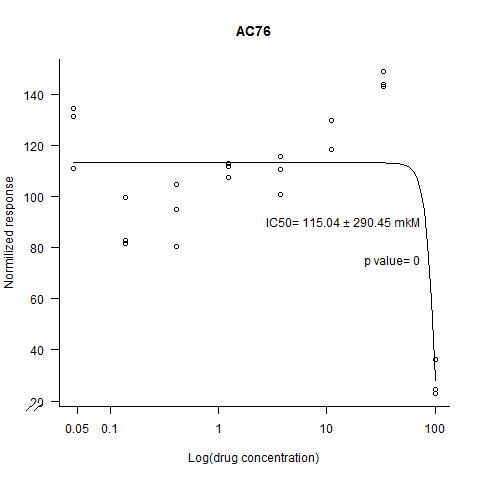 AC76
140
120
100
80
60
40
20
Normilized response
IC50= 115.04 ± 290.45 mkM
p value= 0
0.05 0.1 1 10 100
Log(drug concentration)